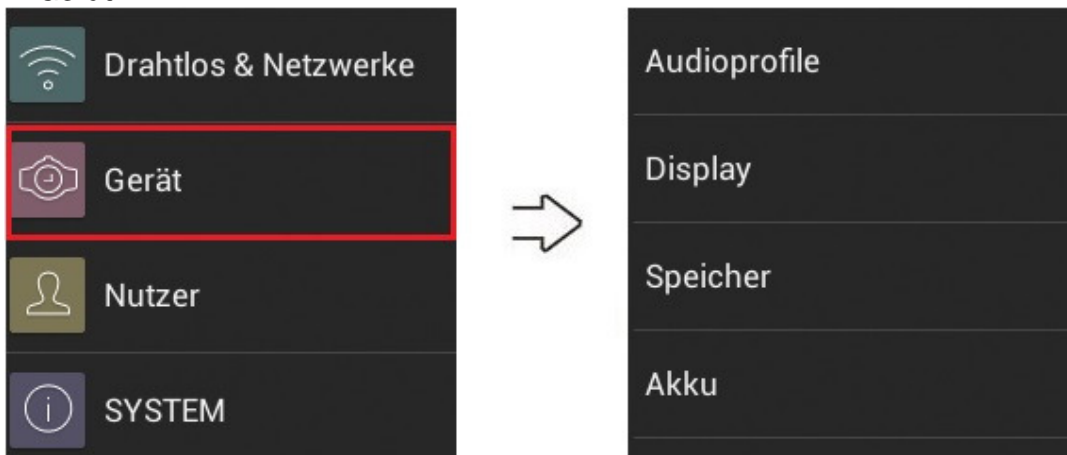 Drahtlos & Netzwerke
Gerät
Nutzer
SYSTEM
Audioprofile
Display
Speicher
Akku